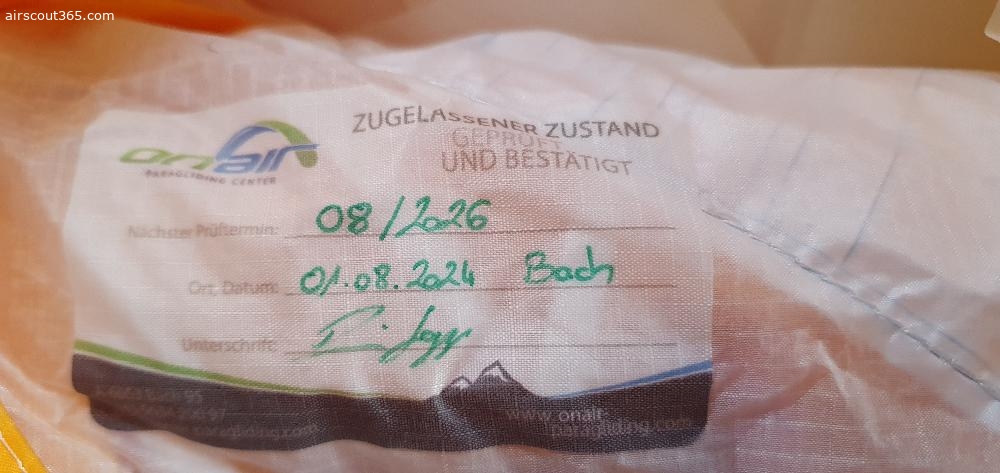 airscout365.com
onair
PARAGLIDING CENTER
ZUGELASSENER ZUSTAND
GEPRÜFT
UND BESTÄTIGT
Nächster Prüftermin: 08/2026
Ort, Datum: 01.08.2024 Bach
Unterschrift:
www.onair-
paragliding.com